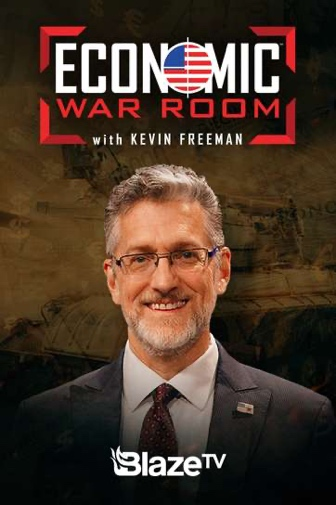 ECONOMIC
WAR ROOM
with KEVIN FREEMAN
BlazeTV